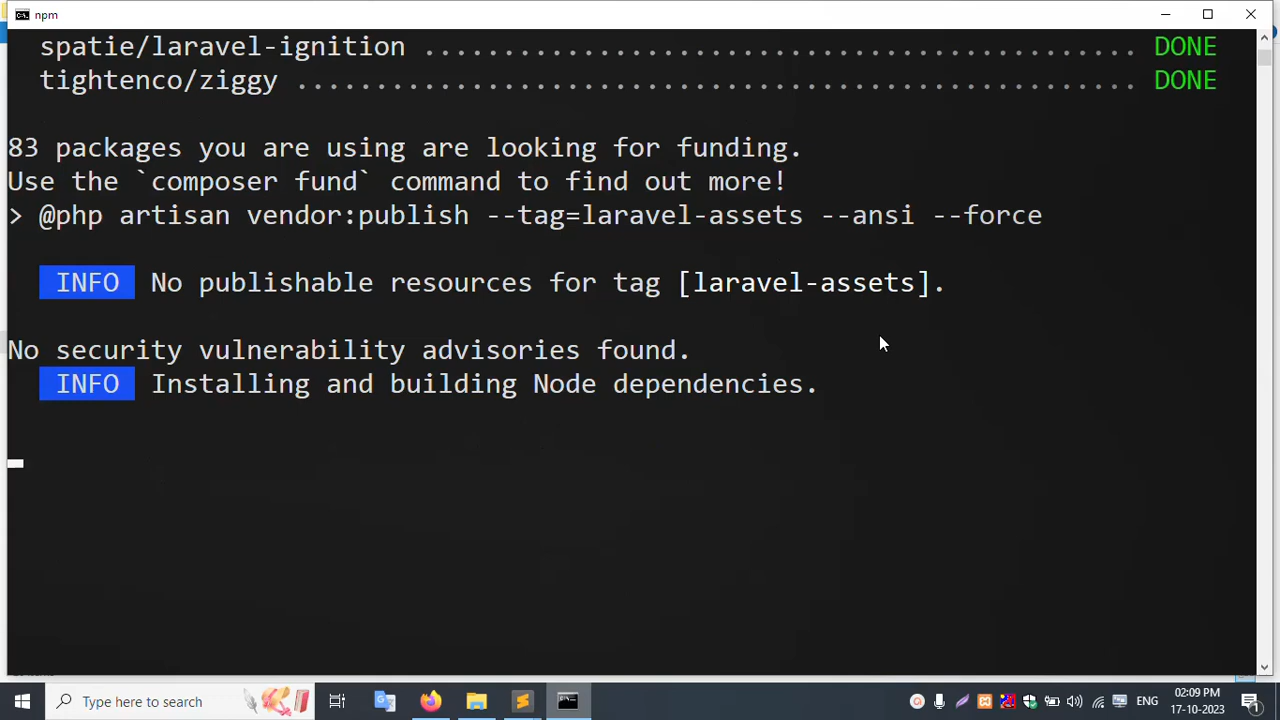 npm
spatie/laravel-ignition ............................................. DONE
tightenco/ziggy ..................................................... DONE
83 packages you are using are looking for funding.
Use the `composer fund` command to find out more!
> @php artisan vendor:publish --tag=laravel-assets --ansi --force
INFO No publishable resources for tag [laravel-assets].
No security vulnerability advisories found.
INFO Installing and building Node dependencies.
Type here to search
ENG
02:09 PM
17-10-2023